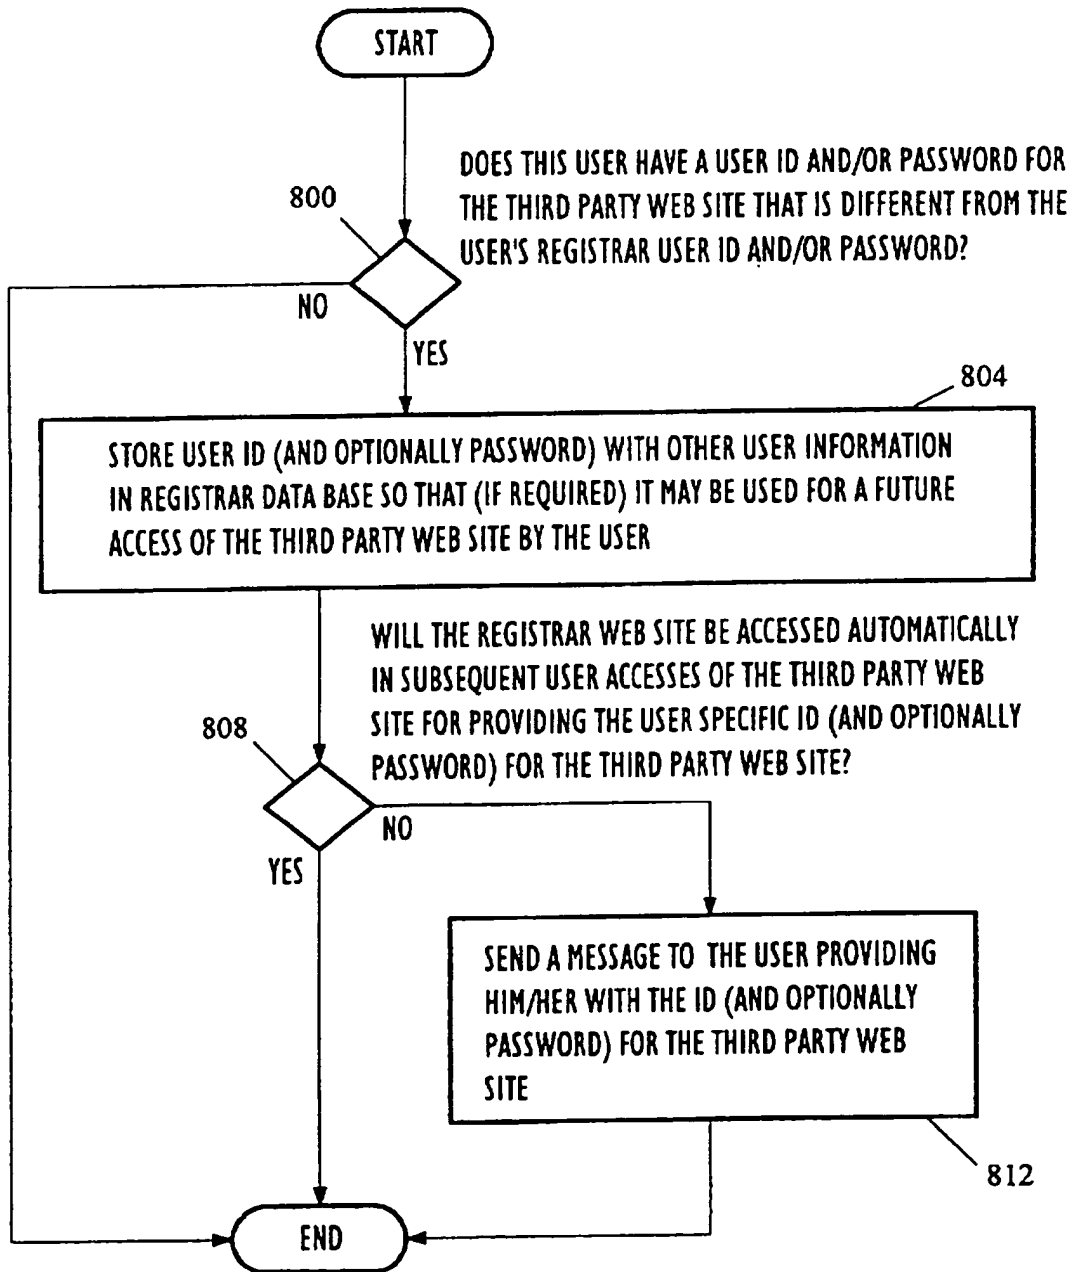 START
DOES THIS USER HAVE A USER ID AND/OR PASSWORD FOR
THE THIRD PARTY WEB SITE THAT IS DIFFERENT FROM THE
USER'S REGISTRAR USER ID AND/OR PASSWORD?
800
NO
YES
804
STORE USER ID (AND OPTIONALLY PASSWORD) WITH OTHER USER INFORMATION
IN REGISTRAR DATA BASE SO THAT (IF REQUIRED) IT MAY BE USED FOR A FUTURE
ACCESS OF THE THIRD PARTY WEB SITE BY THE USER
WILL THE REGISTRAR WEB SITE BE ACCESSED AUTOMATICALLY
IN SUBSEQUENT USER ACCESSES OF THE THIRD PARTY WEB
SITE FOR PROVIDING THE USER SPECIFIC ID (AND OPTIONALLY
PASSWORD) FOR THE THIRD PARTY WEB SITE?
808
NO
YES
SEND A MESSAGE TO THE USER PROVIDING
HIM/HER WITH THE ID (AND OPTIONALLY
PASSWORD) FOR THE THIRD PARTY WEB
SITE
812
END